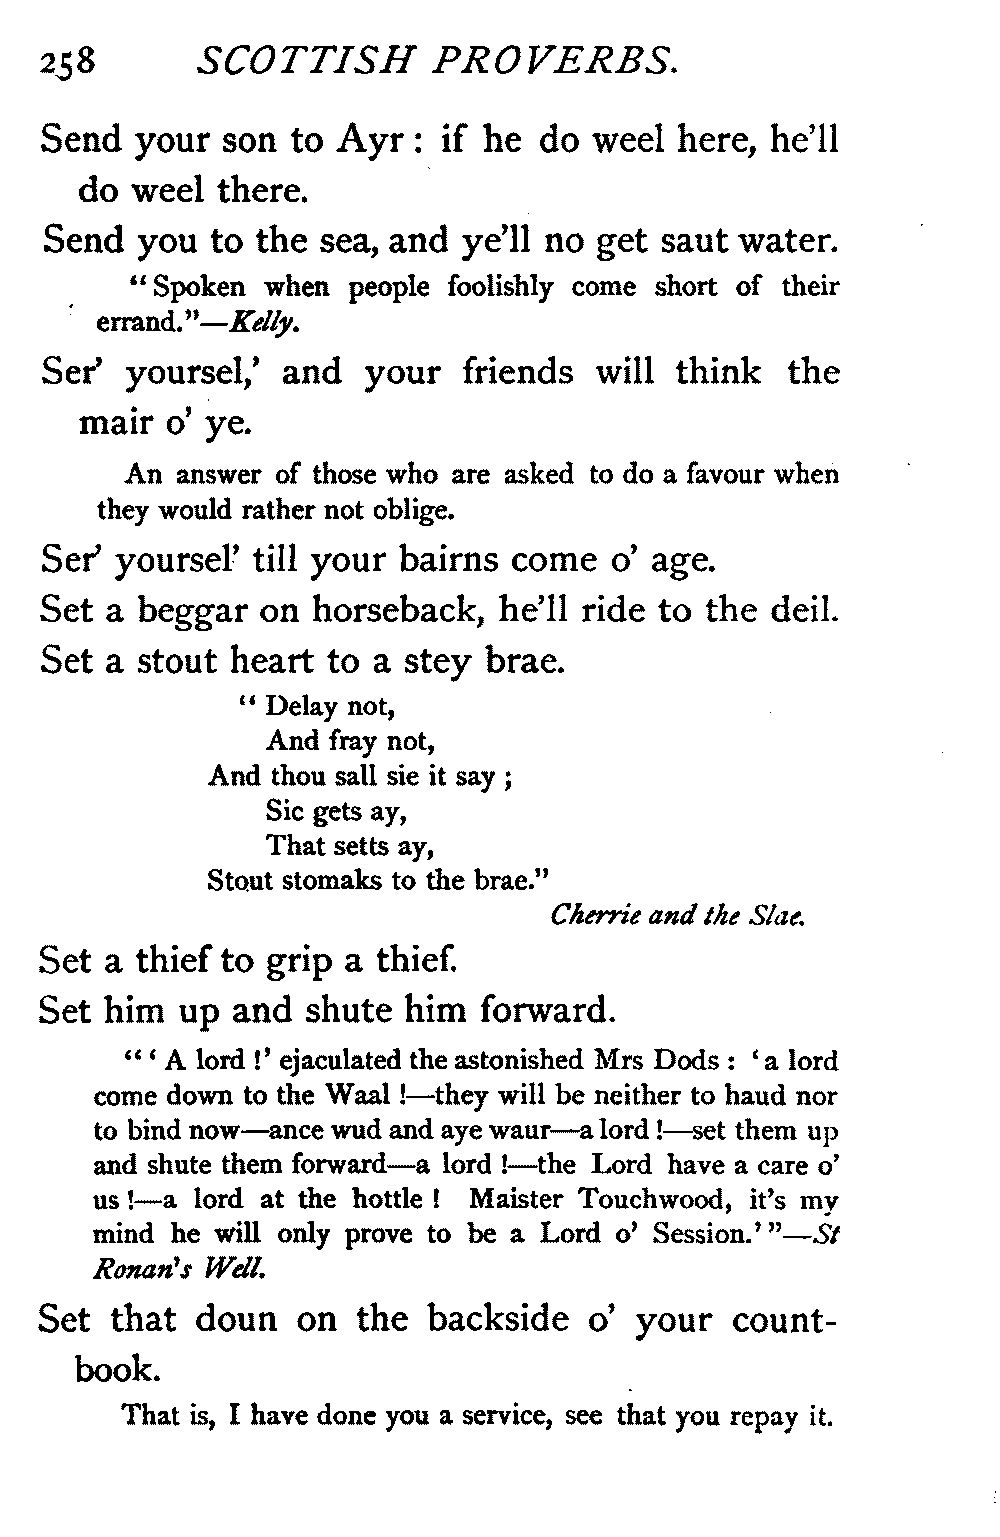 258 SCOTTISH PROVERBS.
Send your son to Ayr : if he do weel here, he'll
do weel there.
Send you to the sea, and ye'll no get saut water.
"Spoken when people foolishly come short of their
errand."—Kelly.
Ser' yoursel,' and your friends will think the
mair o' ye.
An answer of those who are asked to do a favour when
they would rather not oblige.
Ser' yoursel' till your bairns come o' age.
Set a beggar on horseback, he'll ride to the deil.
Set a stout heart to a stey brae.
" Delay not,
And fray not,
And thou sall sie it say ;
Sic gets ay,
That setts ay,
Stout stomaks to the brae."
Cherrie and the Slae.
Set a thief to grip a thief.
Set him up and shute him forward.
"' A lord !' ejaculated the astonished Mrs Dods : 'a lord
come down to the Waal !—they will be neither to haud nor
to bind now—ance wud and aye waur—a lord !—set them up
and shute them forward—a lord !—the Lord have a care o'
us !—a lord at the hottle ! Maister Touchwood, it's my
mind he will only prove to be a Lord o' Session.'"—St
Ronan's Well.
Set that doun on the backside o' your count-
book.
That is, I have done you a service, see that you repay it.